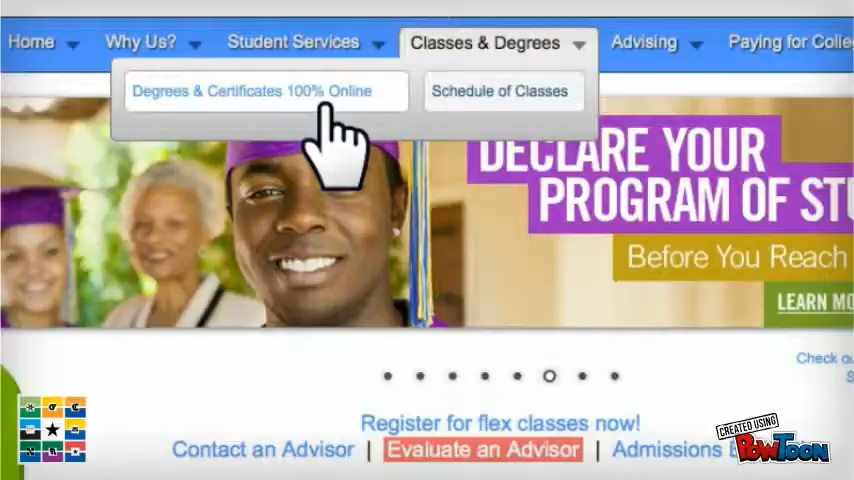 Home Why Us? Student Services Classes & Degrees Advising Paying for Colle
Degrees & Certificates 100% Online Schedule of Classes
DECLARE YOUR
PROGRAM OF STU
Before You Reach
LEARN MO
Check ou
S
Register for flex classes now!
Contact an Advisor | Evaluate an Advisor | Admissions
CREATED USING
POWTOON